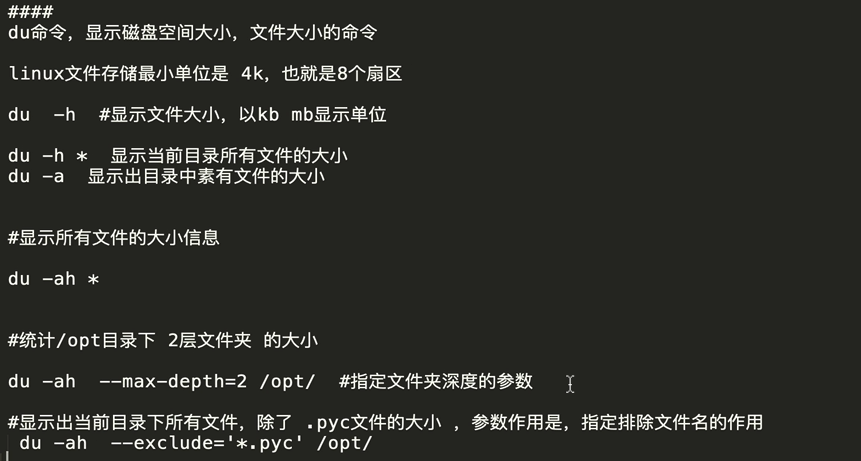 ####
du命令，显示磁盘空间大小，文件大小的命令
linux文件存储最小单位是 4k，也就是8个扇区
du  -h  #显示文件大小，以kb mb显示单位
du -h *  显示当前目录所有文件的大小
du -a  显示出目录中素有文件的大小
#显示所有文件的大小信息
du -ah *
#统计/opt目录下 2层文件夹 的大小
du -ah  --max-depth=2 /opt/  #指定文件夹深度的参数
#显示出当前目录下所有文件，除了 .pyc文件的大小 ，参数作用是，指定排除文件名的作用
du -ah  --exclude='*.pyc' /opt/